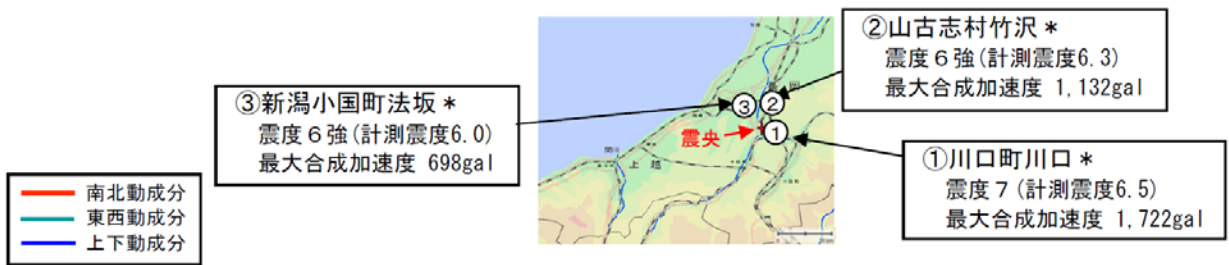 ②山古志村竹沢＊
震度６強(計測震度6.3)
最大合成加速度 1,132gal
③新潟小国町法坂＊
震度６強(計測震度6.0)
最大合成加速度 698gal
③
②
震央
①
上越
①川口町川口＊
震度７(計測震度6.5)
最大合成加速度 1,722gal
南北動成分
東西動成分
上下動成分